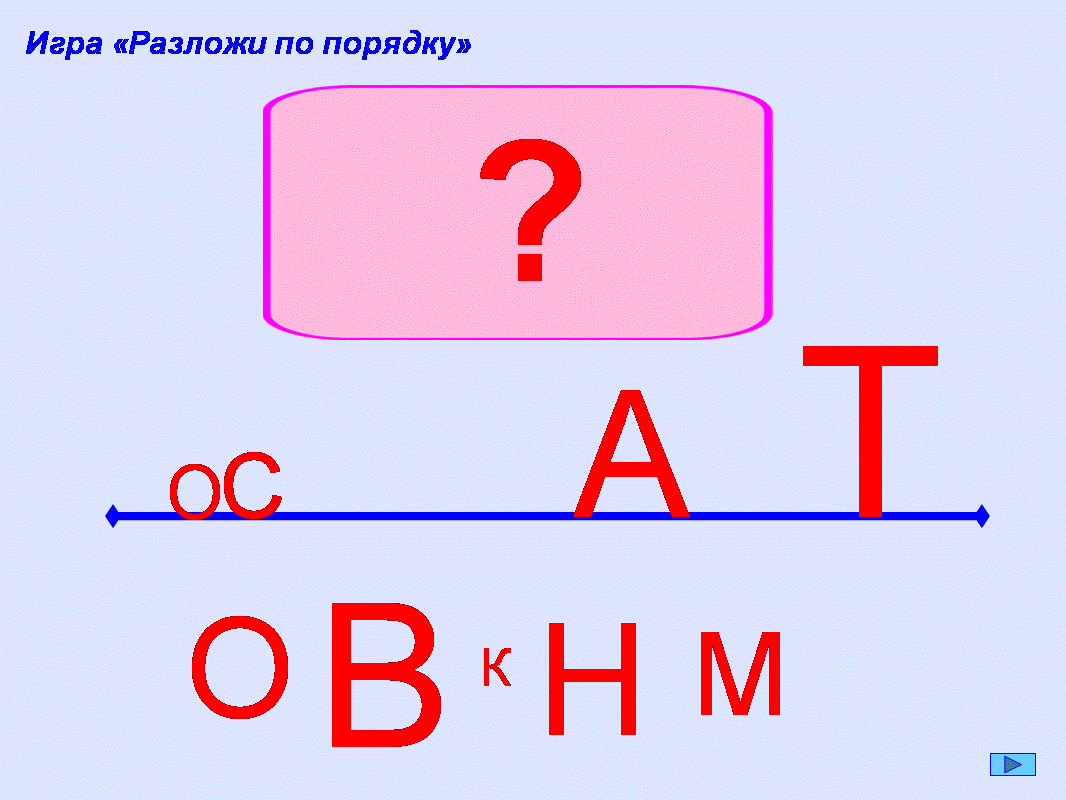 Игра «Разложи по порядку»
?
ОС А Т
О В К Н М